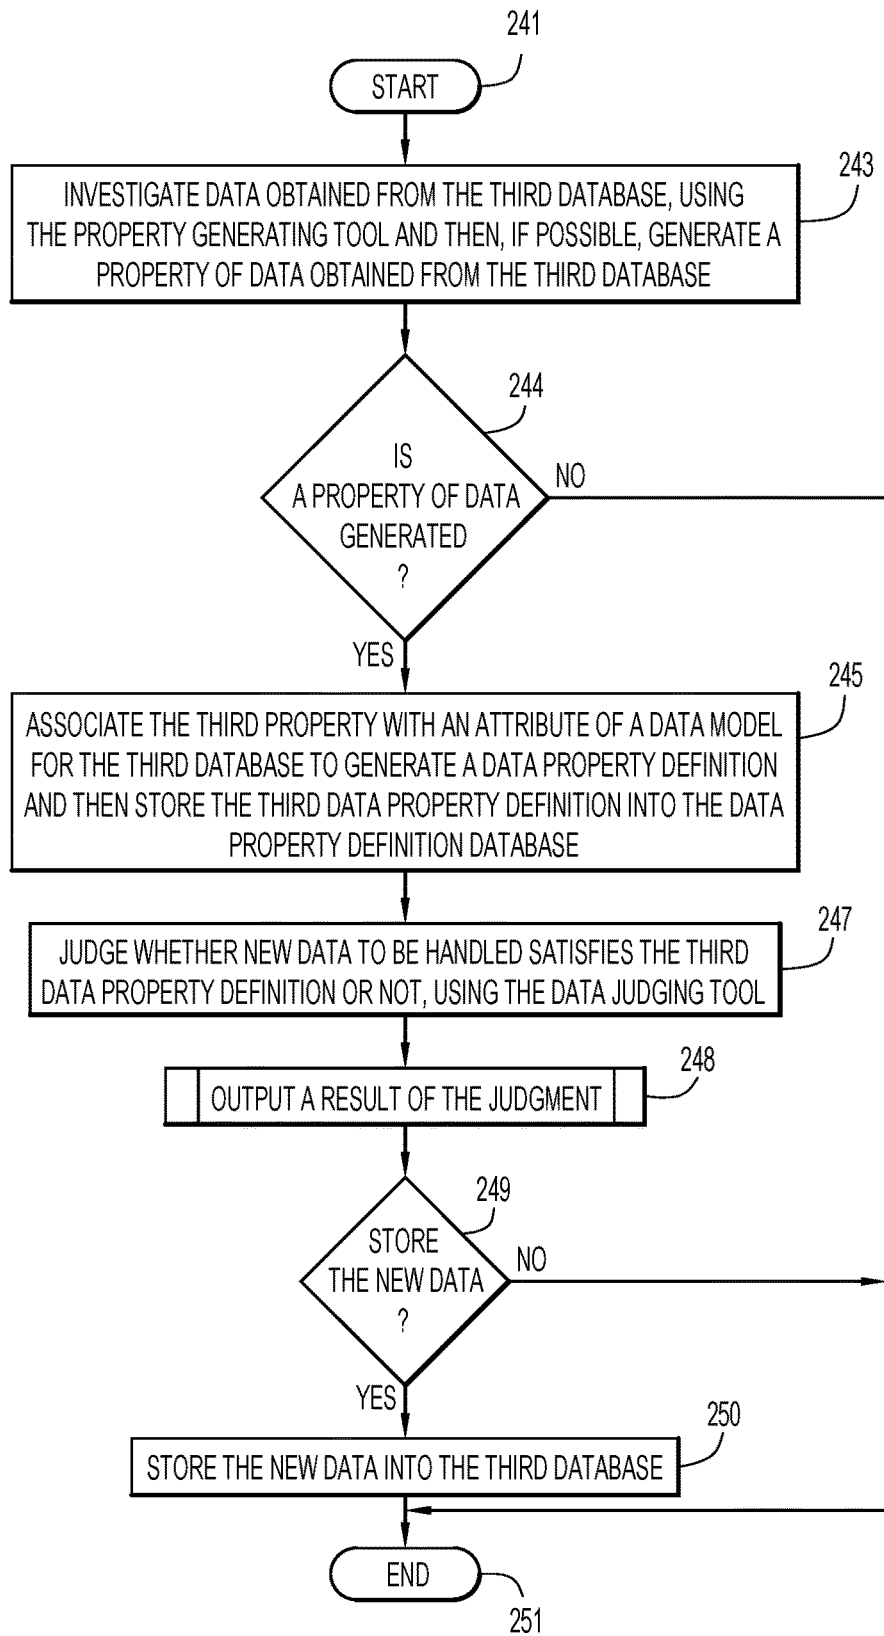 241
START
243
INVESTIGATE DATA OBTAINED FROM THE THIRD DATABASE, USING
THE PROPERTY GENERATING TOOL AND THEN, IF POSSIBLE, GENERATE A
PROPERTY OF DATA OBTAINED FROM THE THIRD DATABASE
244
IS
A PROPERTY OF DATA
GENERATED
?
NO
YES
245
ASSOCIATE THE THIRD PROPERTY WITH AN ATTRIBUTE OF A DATA MODEL
FOR THE THIRD DATABASE TO GENERATE A DATA PROPERTY DEFINITION
AND THEN STORE THE THIRD DATA PROPERTY DEFINITION INTO THE DATA
PROPERTY DEFINITION DATABASE
247
JUDGE WHETHER NEW DATA TO BE HANDLED SATISFIES THE THIRD
DATA PROPERTY DEFINITION OR NOT, USING THE DATA JUDGING TOOL
248
OUTPUT A RESULT OF THE JUDGMENT
249
STORE
THE NEW DATA
?
NO
YES
250
STORE THE NEW DATA INTO THE THIRD DATABASE
END
251